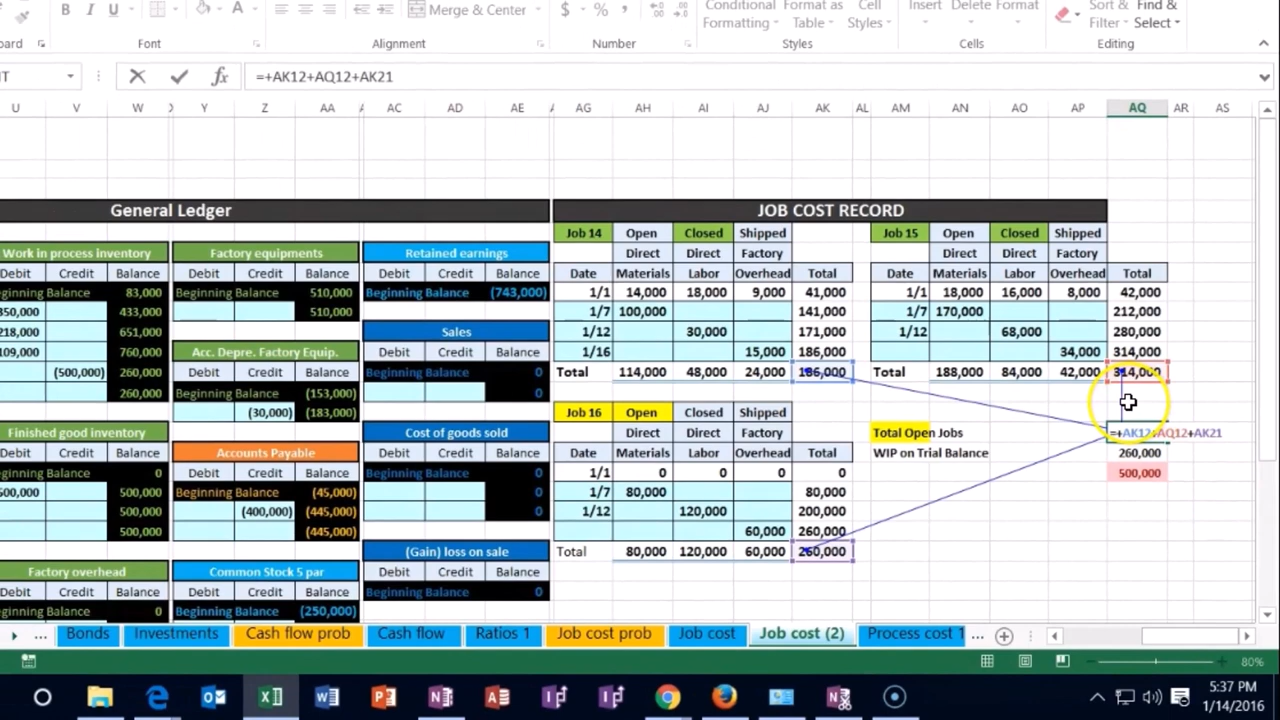 B I U Merge & Center $ % , Conditional Format as Cell Insert Delete Format Sort & Find &
Formatting Table Styles Filter Select
Font Alignment Number Styles Cells Editing
=+AK12+AQ12+AK21
U V W Y Z AA AC AD AE AG AH AI AJ AK AL AM AN AO AP AQ AR AS
General Ledger JOB COST RECORD
Job 14 Open Closed Shipped Job 15 Open Closed Shipped
Work in process inventory Factory equipments Retained earnings Direct Direct Factory Direct Direct Factory
Debit Credit Balance Debit Credit Balance Debit Credit Balance Date Materials Labor Overhead Total Date Materials Labor Overhead Total
eginning Balance 83,000 Beginning Balance 510,000 Beginning Balance (743,000) 1/1 14,000 18,000 9,000 41,000 1/1 18,000 16,000 8,000 42,000
350,000 433,000 510,000 1/7 100,000 141,000 1/7 170,000 212,000
218,000 651,000 Sales 1/12 30,000 171,000 1/12 68,000 280,000
109,000 760,000 Acc. Depre. Factory Equip. Debit Credit Balance 1/16 15,000 186,000 34,000 314,000
(500,000) 260,000 Debit Credit Balance Beginning Balance 0 Total 114,000 48,000 24,000 186,000 Total 188,000 84,000 42,000 314,000
260,000 Beginning Balance (153,000) 0
(30,000) (183,000) Job 16 Open Closed Shipped
Finished good inventory Cost of goods sold Direct Direct Factory Total Open Jobs =+AK12+AQ12+AK21
Debit Credit Balance Accounts Payable Debit Credit Balance Date Materials Labor Overhead Total WIP on Trial Balance 260,000
eginning Balance 0 Debit Credit Balance Beginning Balance 0 1/1 0 0 0 0 500,000
500,000 500,000 Beginning Balance (45,000) 0 1/7 80,000 80,000
500,000 (400,000) (445,000) 0 1/12 120,000 200,000
500,000 (445,000) 60,000 260,000
(Gain) loss on sale Total 80,000 120,000 60,000 260,000
Factory overhead Common Stock 5 par Debit Credit Balance
Debit Credit Balance Debit Credit Balance Beginning Balance 0
eginning Balance 0 Beginning Balance (250,000)
... Bonds Investments Cash flow prob Cash flow Ratios 1 Job cost prob Job cost Job cost (2) Process cost 1 ...
80%
5:37 PM
1/14/2016